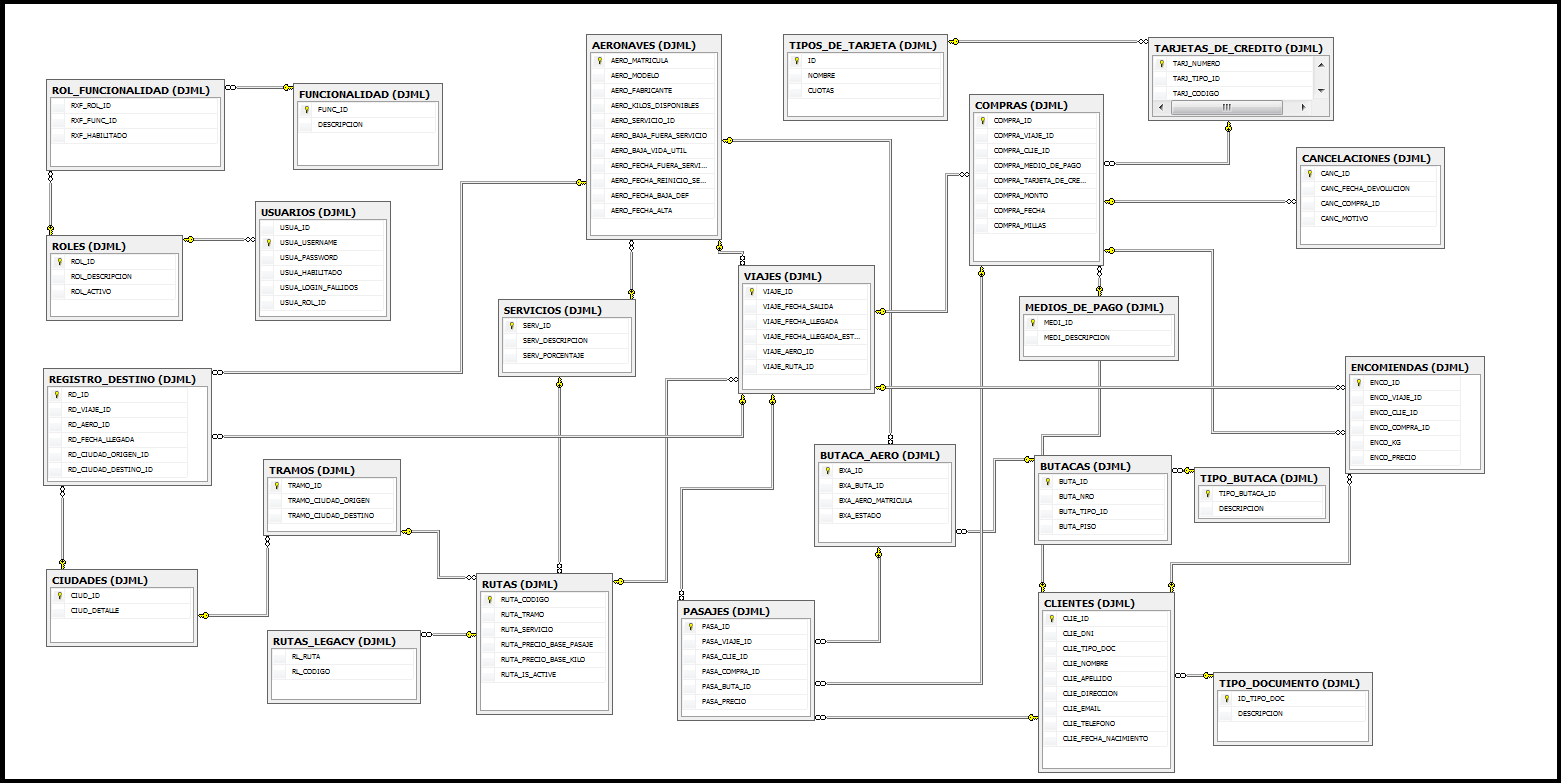 ROL_FUNCIONALIDAD (DJML)
RXF_ROL_ID
RXF_FUNC_ID
RXF_HABILITADO
FUNCIONALIDAD (DJML)
FUNC_ID
DESCRIPCION
ROLES (DJML)
ROL_ID
ROL_DESCRIPCION
ROL_ACTIVO
USUARIOS (DJML)
USUA_ID
USUA_USERNAME
USUA_PASSWORD
USUA_HABILITADO
USUA_LOGIN_FALLIDOS
USUA_ROL_ID
AERONAVES (DJML)
AERO_MATRICULA
AERO_MODELO
AERO_FABRICANTE
AERO_KILOS_DISPONIBLES
AERO_SERVICIO_ID
AERO_BAJA_FUERA_SERVICIO
AERO_BAJA_VIDA_UTIL
AERO_FECHA_FUERA_SERVI...
AERO_FECHA_REINICIO_SE...
AERO_FECHA_BAJA_DEF
AERO_FECHA_ALTA
TIPOS_DE_TARJETA (DJML)
ID
NOMBRE
CUOTAS
TARJETAS_DE_CREDITO (DJML)
TARJ_NUMERO
TARJ_TIPO_ID
TARJ_CODIGO
COMPRAS (DJML)
COMPRA_ID
COMPRA_VIAJE_ID
COMPRA_CLIE_ID
COMPRA_MEDIO_DE_PAGO
COMPRA_TARJETA_DE_CRE...
COMPRA_MONTO
COMPRA_FECHA
COMPRA_MILLAS
CANCELACIONES (DJML)
CANC_ID
CANC_FECHA_DEVOLUCION
CANC_COMPRA_ID
CANC_MOTIVO
SERVICIOS (DJML)
SERV_ID
SERV_DESCRIPCION
SERV_PORCENTAJE
VIAJES (DJML)
VIAJE_ID
VIAJE_FECHA_SALIDA
VIAJE_FECHA_LLEGADA
VIAJE_FECHA_LLEGADA_EST...
VIAJE_AERO_ID
VIAJE_RUTA_ID
MEDIOS_DE_PAGO (DJML)
MEDI_ID
MEDI_DESCRIPCION
REGISTRO_DESTINO (DJML)
RD_ID
RD_VIAJE_ID
RD_AERO_ID
RD_FECHA_LLEGADA
RD_CIUDAD_ORIGEN_ID
RD_CIUDAD_DESTINO_ID
ENCOMIENDAS (DJML)
ENCO_ID
ENCO_VIAJE_ID
ENCO_CLIE_ID
ENCO_COMPRA_ID
ENCO_KG
ENCO_PRECIO
TRAMOS (DJML)
TRAMO_ID
TRAMO_CIUDAD_ORIGEN
TRAMO_CIUDAD_DESTINO
BUTACA_AERO (DJML)
BXA_ID
BXA_BUTA_ID
BXA_AERO_MATRICULA
BXA_ESTADO
BUTACAS (DJML)
BUTA_ID
BUTA_NRO
BUTA_TIPO_ID
BUTA_PISO
TIPO_BUTACA (DJML)
TIPO_BUTACA_ID
DESCRIPCION
CIUDADES (DJML)
CIUD_ID
CIUD_DETALLE
RUTAS_LEGACY (DJML)
RL_RUTA
RL_CODIGO
RUTAS (DJML)
RUTA_CODIGO
RUTA_TRAMO
RUTA_SERVICIO
RUTA_PRECIO_BASE_PASAJE
RUTA_PRECIO_BASE_KILO
RUTA_IS_ACTIVE
PASAJES (DJML)
PASA_ID
PASA_VIAJE_ID
PASA_CLIE_ID
PASA_COMPRA_ID
PASA_BUTA_ID
PASA_PRECIO
CLIENTES (DJML)
CLIE_ID
CLIE_DNI
CLIE_TIPO_DOC
CLIE_NOMBRE
CLIE_APELLIDO
CLIE_DIRECCION
CLIE_EMAIL
CLIE_TELEFONO
CLIE_FECHA_NACIMIENTO
TIPO_DOCUMENTO (DJML)
ID_TIPO_DOC
DESCRIPCION